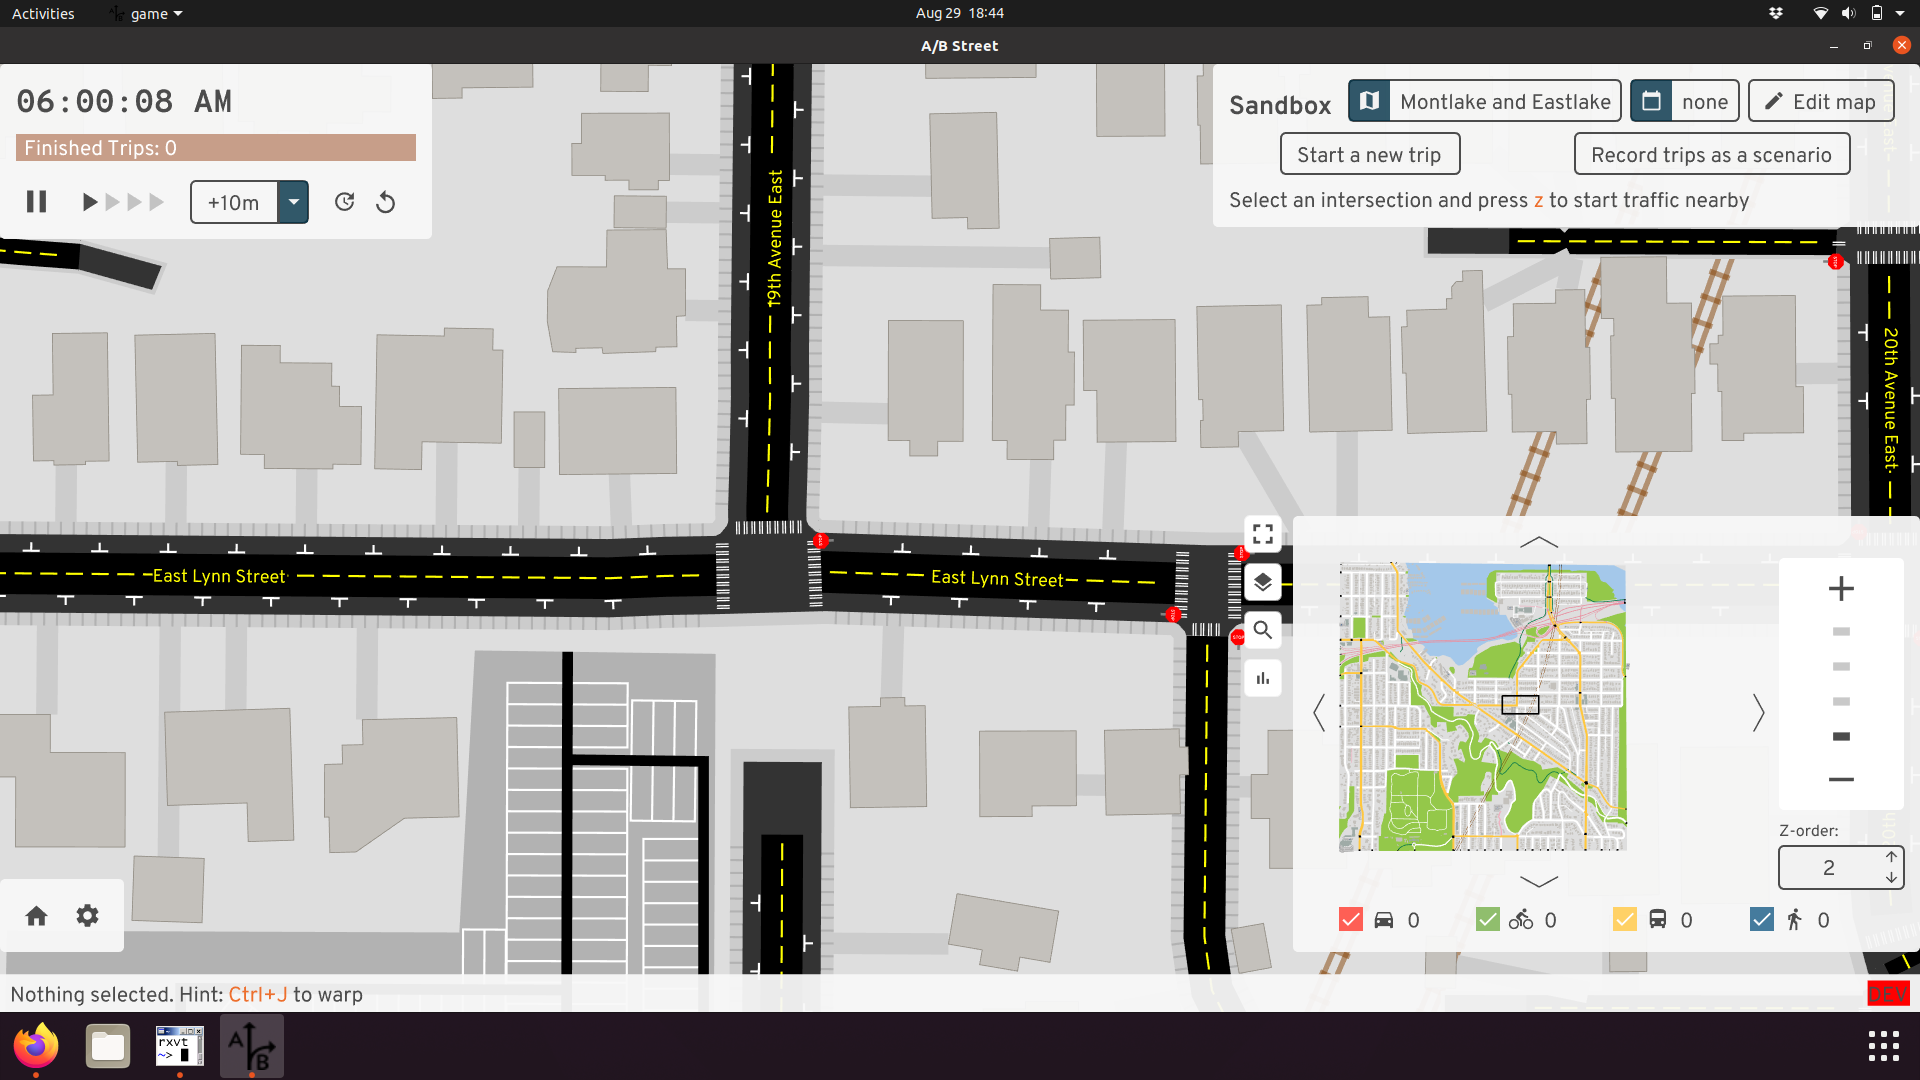 Activities
game
Aug 29 18:44
A/B Street
06:00:08 AM
Finished Trips: 0
+10m
Sandbox
Montlake and Eastlake
none
Edit map
Start a new trip
Record trips as a scenario
Select an intersection and press z to start traffic nearby
19th Avenue East
20th Avenue East
East Lynn Street
East Lynn Street
STOP
Z-order:
2
0
0
0
0
Nothing selected. Hint: Ctrl+J to warp
DEV
rxvt
~>
A
B